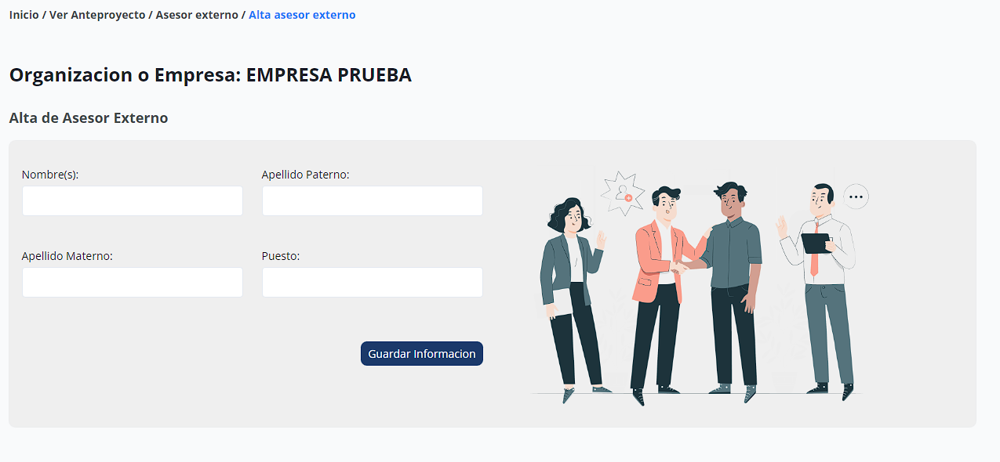 Inicio / Ver Anteproyecto / Asesor externo / Alta asesor externo
Organizacion o Empresa: EMPRESA PRUEBA
Alta de Asesor Externo
Nombre(s):
Apellido Paterno:
Apellido Materno:
Puesto:
Guardar Informacion